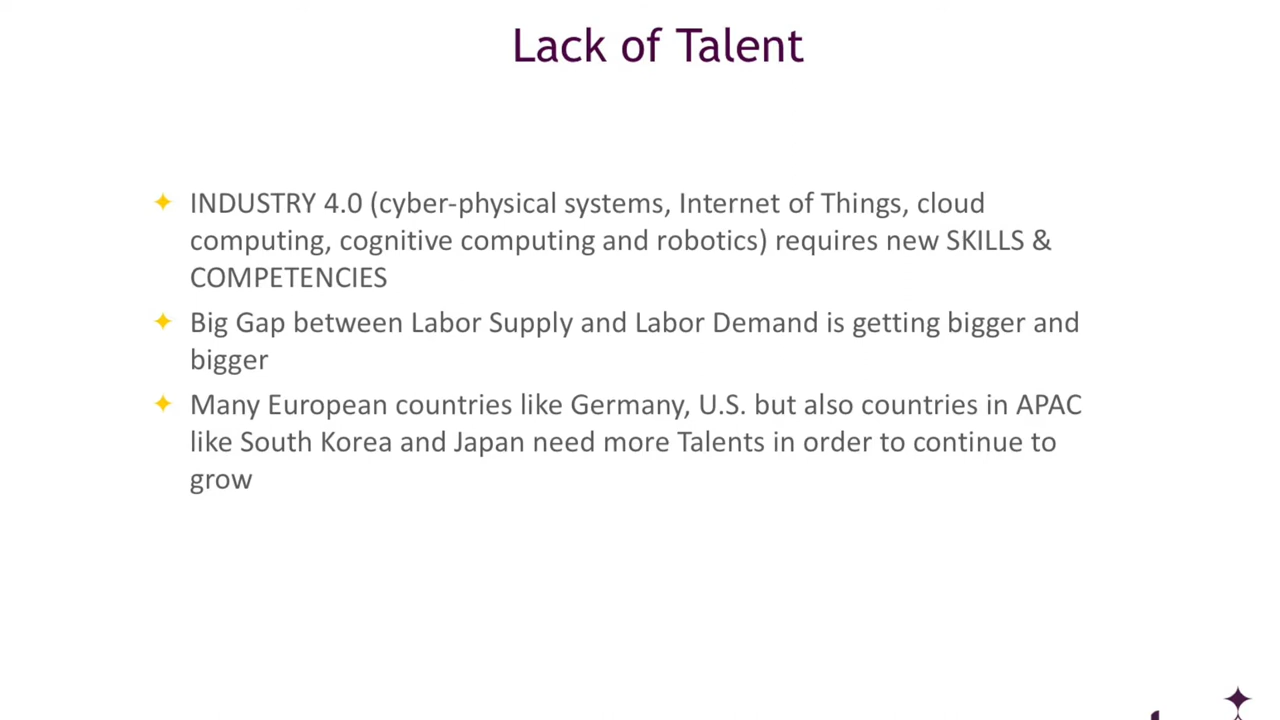 Lack of Talent
INDUSTRY 4.0 (cyber-physical systems, Internet of Things, cloud
computing, cognitive computing and robotics) requires new SKILLS &
COMPETENCIES
Big Gap between Labor Supply and Labor Demand is getting bigger and
bigger
Many European countries like Germany, U.S. but also countries in APAC
like South Korea and Japan need more Talents in order to continue to
grow